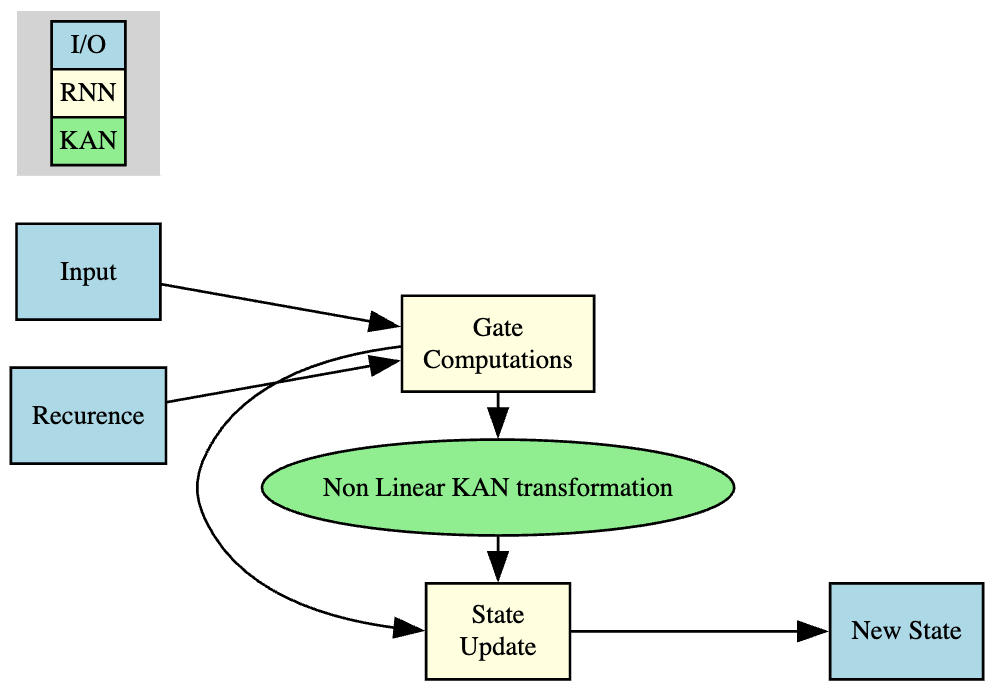 I/O
RNN
KAN
Input
Recurence
Gate
Computations
Non Linear KAN transformation
State
Update
New State